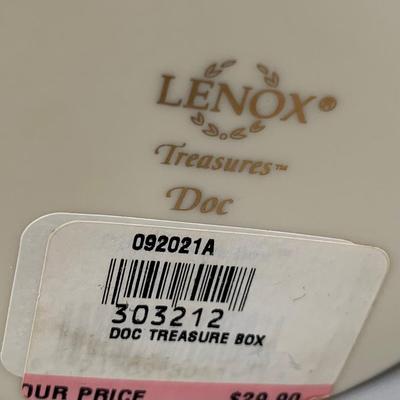 LENOX®
Treasures™
Doc
092021A
303212
DOC TREASURE BOX
OUR PRICE